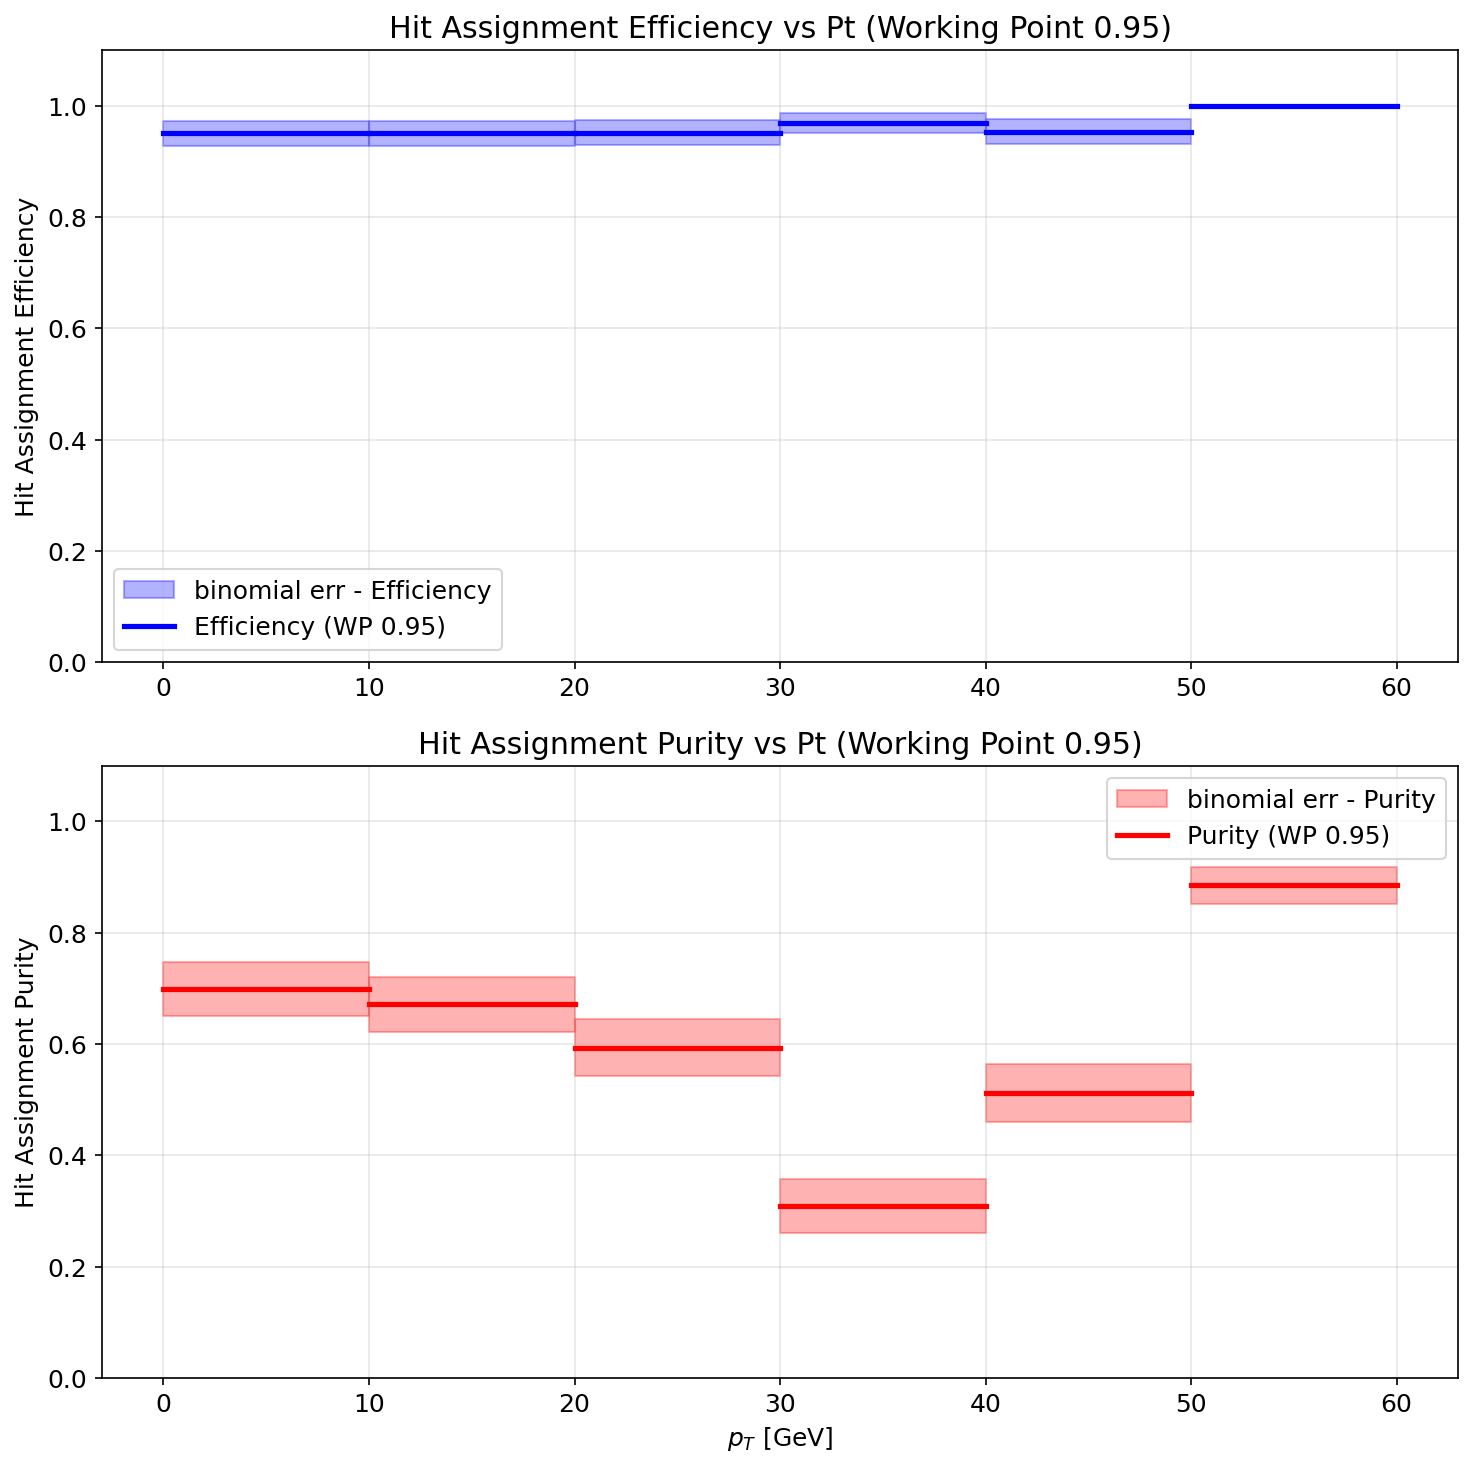 Hit Assignment Efficiency vs Pt (Working Point 0.95)
Hit Assignment Efficiency
1.0
0.8
0.6
0.4
0.2
0.0
binomial err - Efficiency
Efficiency (WP 0.95)
0 10 20 30 40 50 60
Hit Assignment Purity vs Pt (Working Point 0.95)
Hit Assignment Purity
1.0
0.8
0.6
0.4
0.2
0.0
binomial err - Purity
Purity (WP 0.95)
0 10 20 30 40 50 60
p_T [GeV]